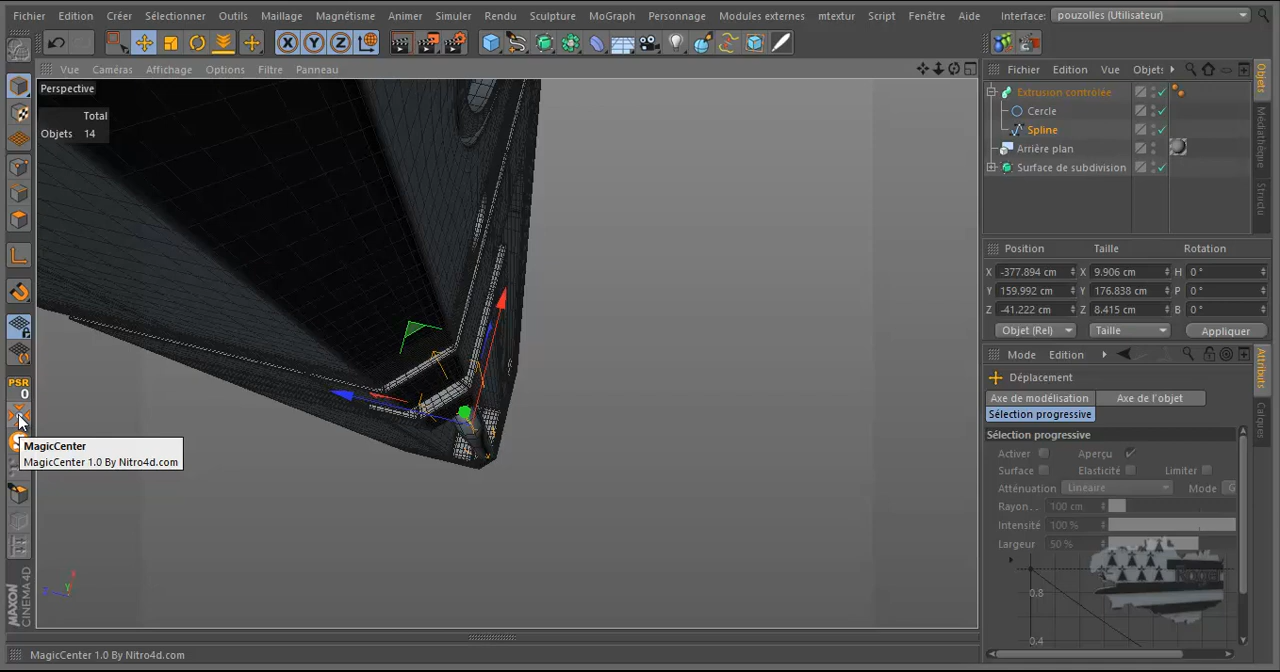 Fichier Edition Créer Sélectionner Outils Maillage Magnétisme Animer Simuler Rendu Sculpture MoGraph Personnage Modules externes mtextur Script Fenêtre Aide Interface: pouzolles (Utilisateur)
Vue Caméras Affichage Options Filtre Panneau
Fichier Edition Vue Objets
Perspective
Total
Objets 14
Extrusion contrôlée
Cercle
Spline
Arrière plan
Surface de subdivision
Objets
Médiathèque
Structu
Position Taille Rotation
X -377.894 cm X 9.906 cm H 0 °
Y 159.992 cm Y 176.838 cm P 0 °
Z -41.222 cm Z 8.415 cm B 0 °
Objet (Rel) Taille Appliquer
Mode Edition
Déplacement
Axe de modélisation Axe de l'objet
Sélection progressive
Sélection progressive
Activer Aperçu
Surface Elasticité Limiter
Atténuation Linéaire Mode G
Rayon . . 100 cm
Intensité 100 %
Largeur 50 %
0.8
0.4
Attributs
Calques
X Y Z
PSR
0
MagicCenter
MagicCenter 1.0 By Nitro4d.com
MAXON
CINEMA 4D
MagicCenter 1.0 By Nitro4d.com